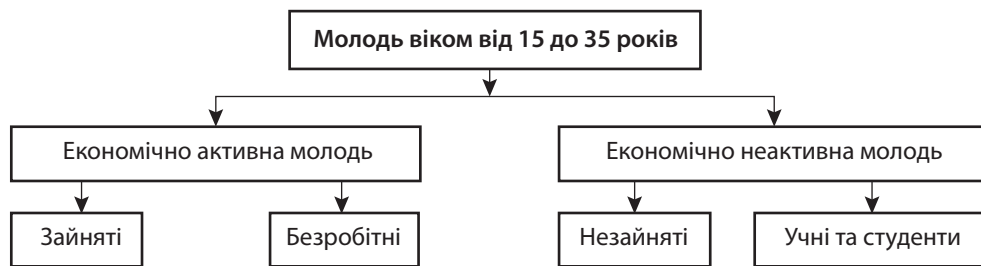 Молодь віком від 15 до 35 років
Економічно активна молодь
Економічно неактивна молодь
Зайняті
Безробітні
Незайняті
Учні та студенти